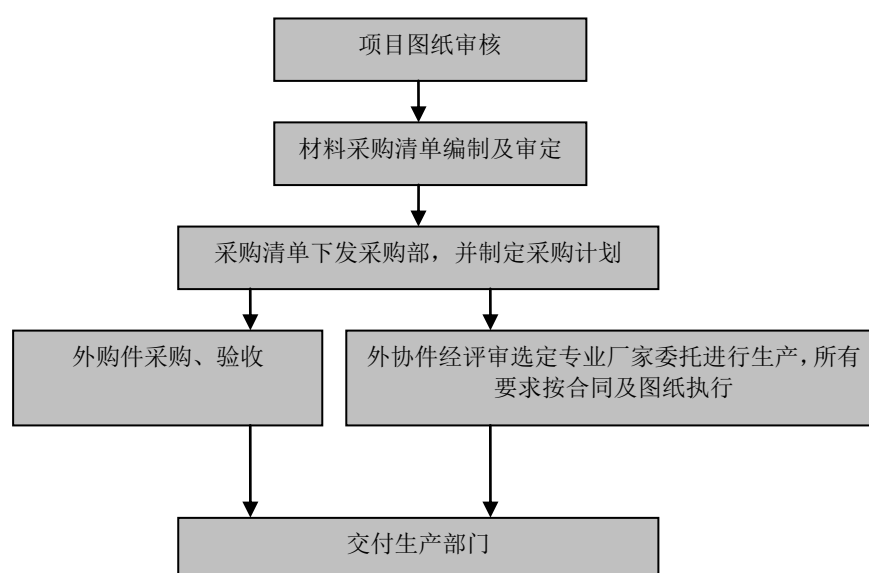 项目图纸审核
材料采购清单编制及审定
采购清单下发采购部，并制定采购计划
外购件采购、验收
外协件经评审选定专业厂家委托进行生产，所有
要求按合同及图纸执行
交付生产部门